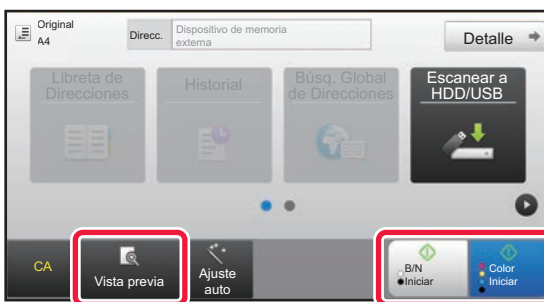 Original
A4
Direcc.
Dispositivo de memoria
externa
Detalle
Libreta de
Direcciones
Historial
Búsq. Global
de Direcciones
Escanear a
HDD/USB
CA
Vista previa
Ajuste
auto
B/N
Iniciar
Color
Iniciar